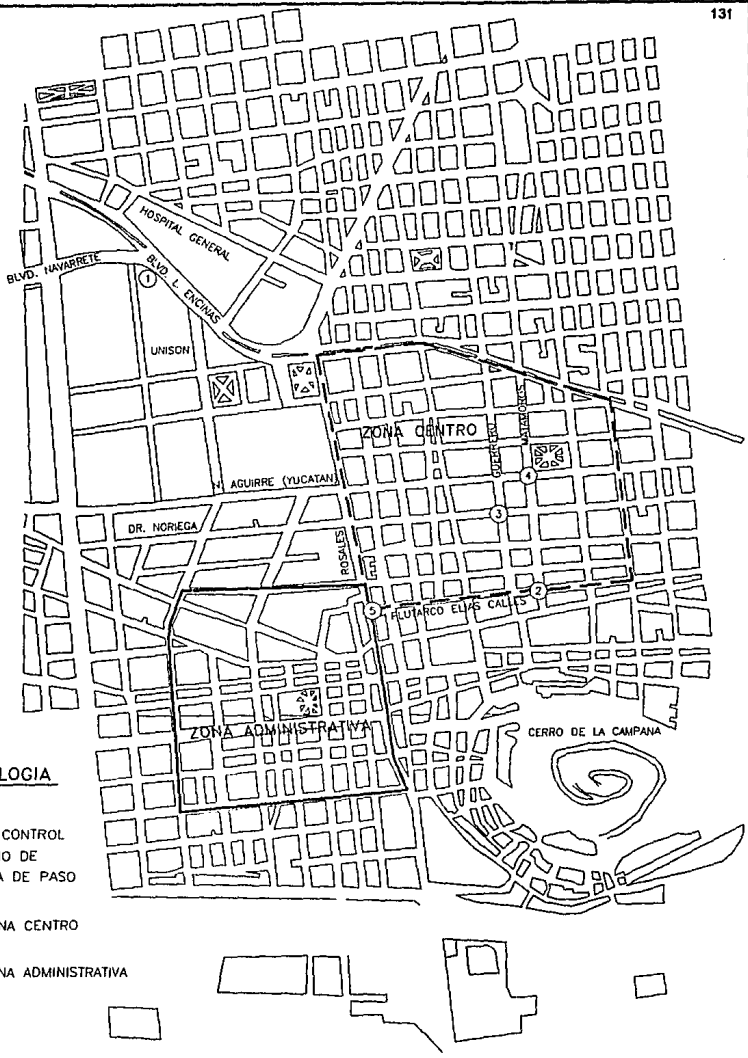 131
HOSPITAL GENERAL
BLVD. NAVARRETE
1
BLVD. L. ENCINAS
UNISON
ZONA CENTRO
GUERRERO
MATAMOROS
4
N. AGUIRRE (YUCATAN)
3
DR. NORIEGA
ROSALES
2
5
PLUTARCO ELIAS CALLES
ZONA ADMINISTRATIVA
CERRO DE LA CAMPANA
LOGIA
CONTROL
O DE
A DE PASO
NA CENTRO
NA ADMINISTRATIVA